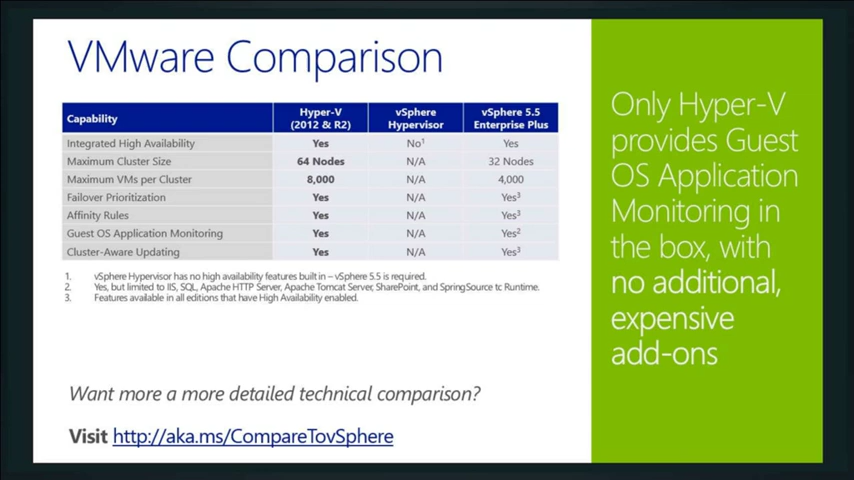 VMware Comparison
Capability Hyper-V (2012 & R2) vSphere Hypervisor vSphere 5.5 Enterprise Plus
Integrated High Availability Yes No¹ Yes
Maximum Cluster Size 64 Nodes N/A 32 Nodes
Maximum VMs per Cluster 8,000 N/A 4,000
Failover Prioritization Yes N/A Yes³
Affinity Rules Yes N/A Yes³
Guest OS Application Monitoring Yes N/A Yes²
Cluster-Aware Updating Yes N/A Yes³
1. vSphere Hypervisor has no high availability features built in – vSphere 5.5 is required.
2. Yes, but limited to IIS, SQL, Apache HTTP Server, Apache Tomcat Server, SharePoint, and SpringSource tc Runtime.
3. Features available in all editions that have High Availability enabled.
Want more a more detailed technical comparison?
Visit http://aka.ms/CompareTovSphere
Only Hyper-V
provides Guest
OS Application
Monitoring in
the box, with
no additional,
expensive
add-ons